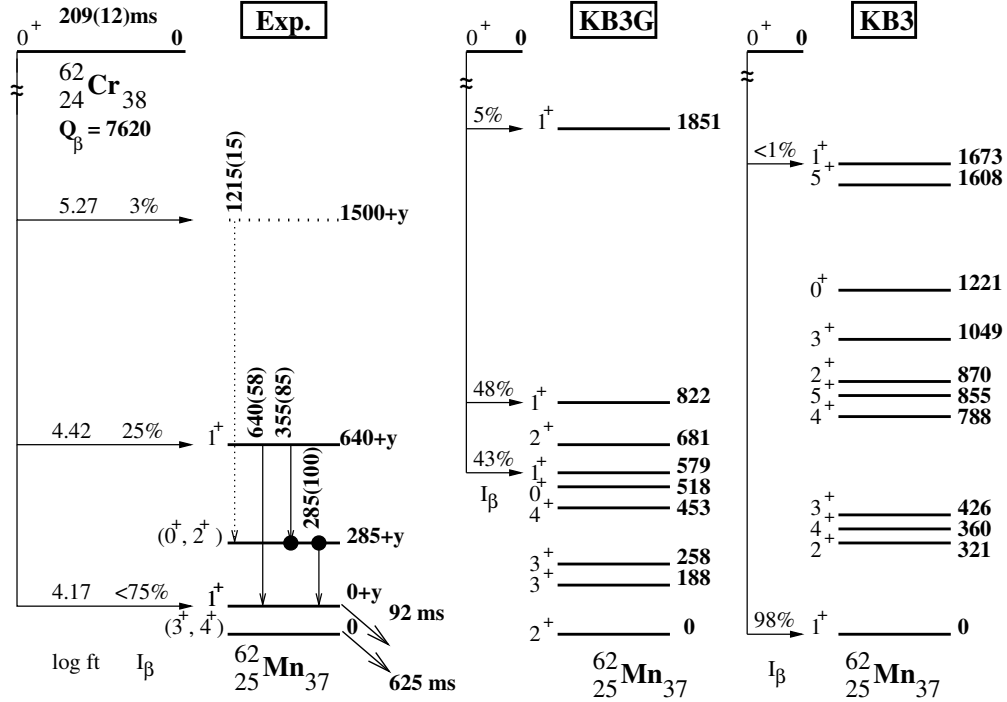 209(12)ms
Exp.
0+ 0
62
24 Cr 38
Qβ = 7620
≈
1215(15)
5.27 3%
1500+y
640(58)
355(85)
4.42 25%
1+
640+y
285(100)
(0+, 2+)
285+y
4.17 <75%
1+
0+y
92 ms
(3+, 4+)
0
625 ms
log ft Iβ
62
25 Mn 37
KB3G
0+ 0
≈
5%
1+ 1851
48%
1+ 822
2+ 681
43%
1+ 579
0+ 518
4+ 453
Iβ
3+ 258
3+ 188
2+ 0
62
25 Mn 37
KB3
0+ 0
≈
<1%
1+ 1673
5+ 1608
0+ 1221
3+ 1049
2+ 870
5+ 855
4+ 788
3+ 426
4+ 360
2+ 321
98%
1+ 0
Iβ
62
25 Mn 37